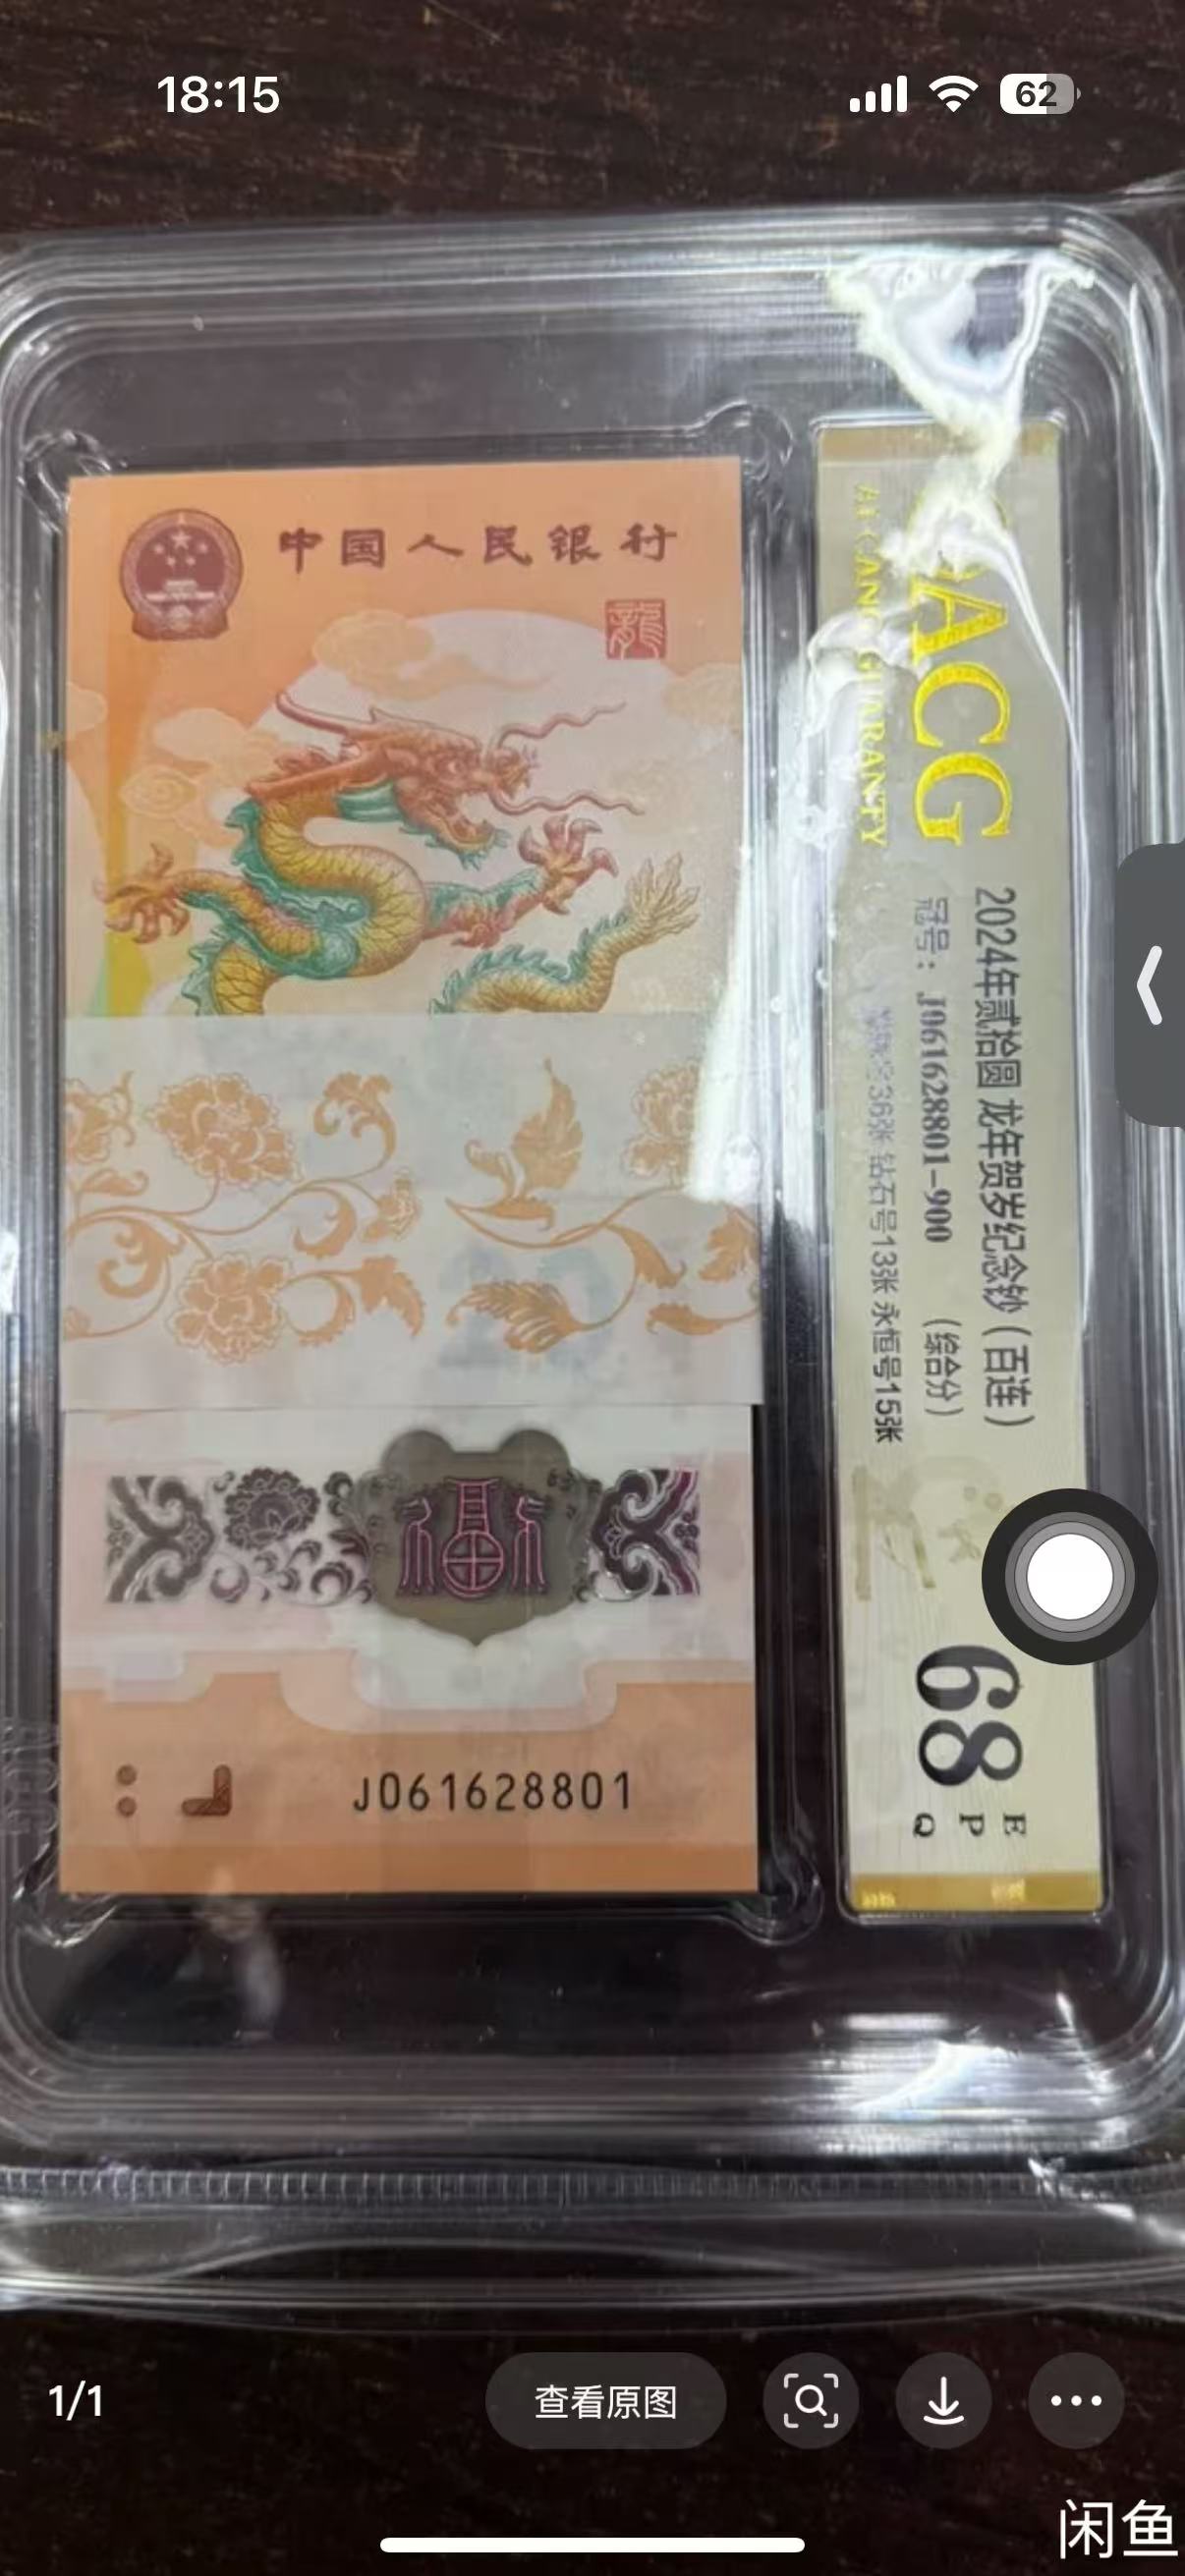 18:15
62
中国人民银行
龍
福
J061628801
ACG
GUARANTY
2024年贰拾圆 龙年贺岁纪念钞(百连)
冠号: J061628801-900 (综合分)
36张 钻石号13张 永恒号15张
68
E
P
Q
1/1
查看原图
闲鱼